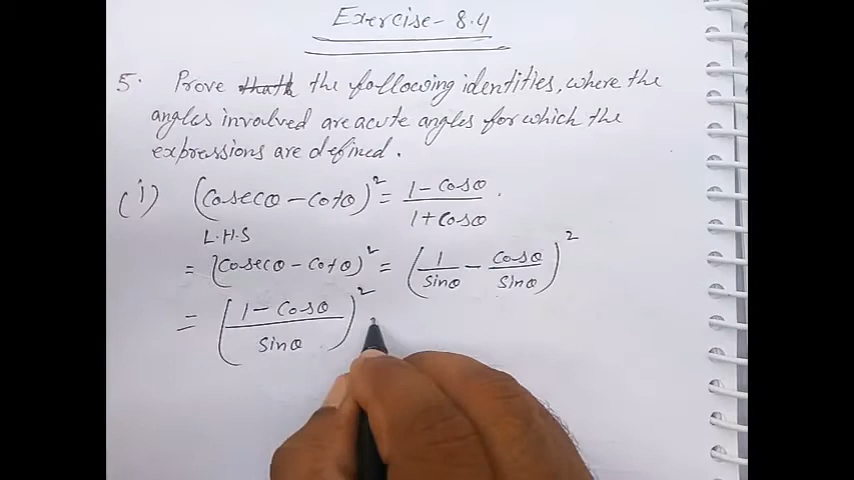 Exercise - 8.4
5. Prove that the following identities, where the
angles involved are acute angles for which the
expressions are defined.
(i) (cosecθ - cotθ)² = (1 - cosθ)/(1 + cosθ).
L.H.S
= (cosecθ - cotθ)² = (1/sinθ - cosθ/sinθ)²
= ((1 - cosθ)/sinθ)²